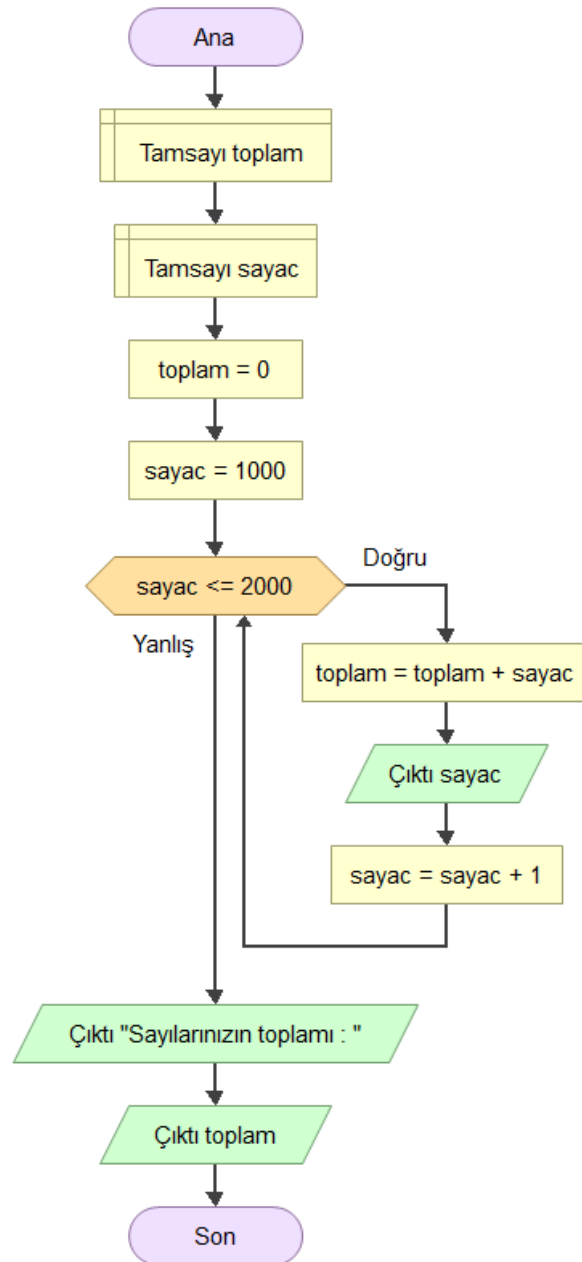 Ana
Tamsayı toplam
Tamsayı sayac
toplam = 0
sayac = 1000
sayac <= 2000
Doğru
Yanlış
toplam = toplam + sayac
Çıktı sayac
sayac = sayac + 1
Çıktı "Sayılarınızın toplamı : "
Çıktı toplam
Son